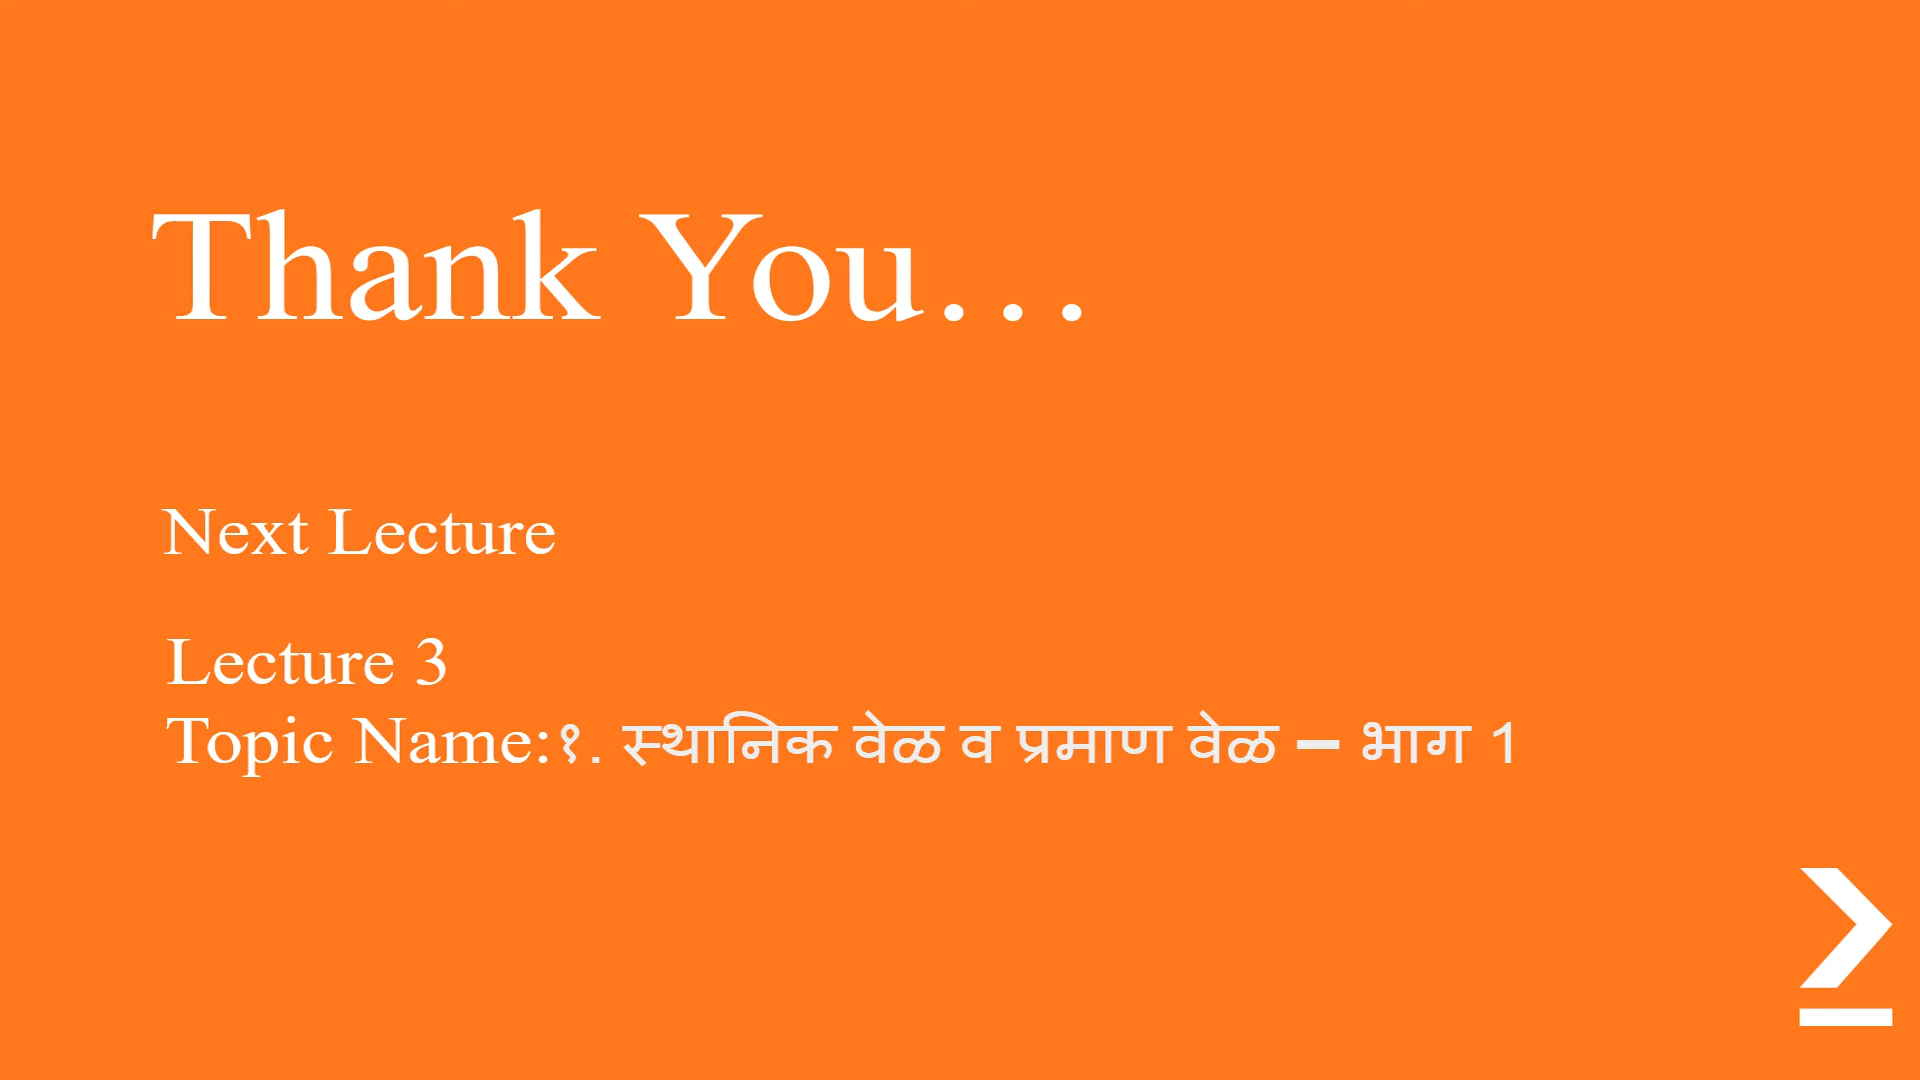 Thank You...
Next Lecture
Lecture 3
Topic Name:१. स्थानिक वेळ व प्रमाण वेळ – भाग 1